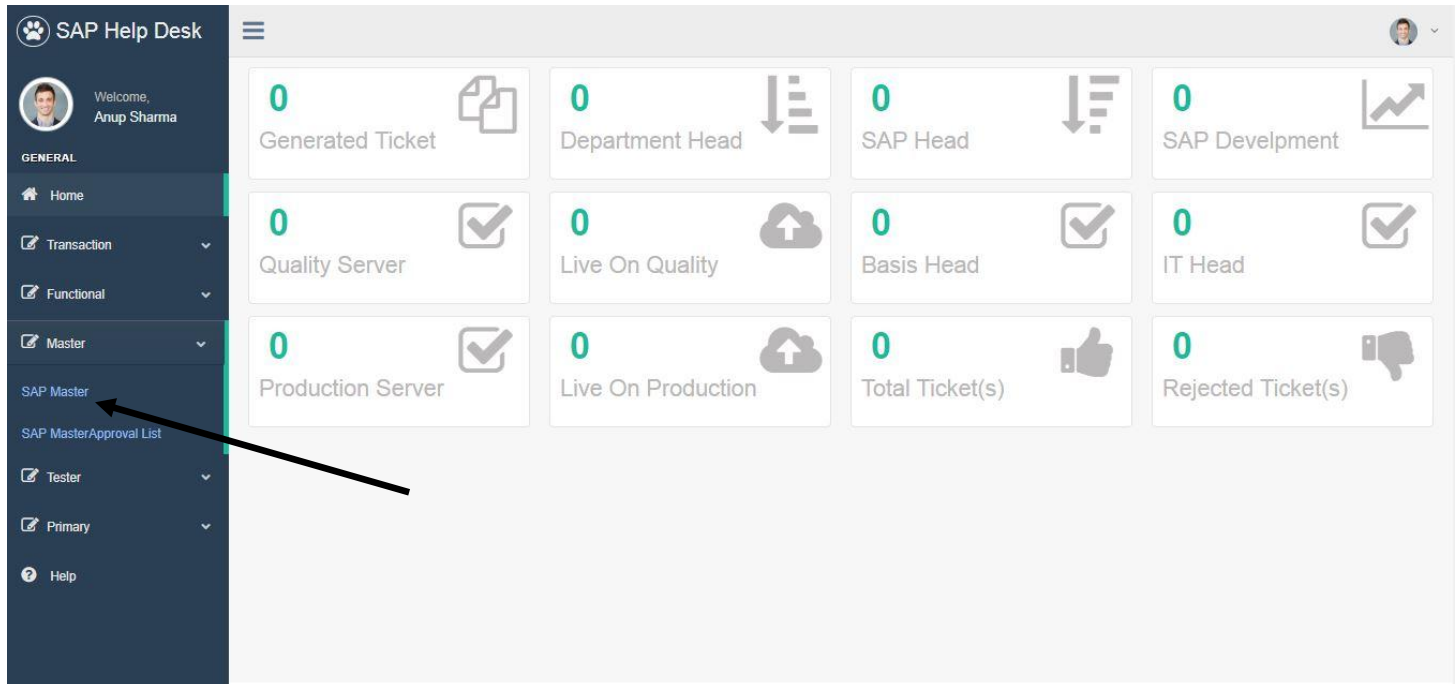 SAP Help Desk
Welcome,
Anup Sharma
GENERAL
Home
Transaction
Functional
Master
SAP Master
SAP MasterApproval List
Tester
Primary
Help
0
Generated Ticket
0
Department Head
0
SAP Head
0
SAP Develpment
0
Quality Server
0
Live On Quality
0
Basis Head
0
IT Head
0
Production Server
0
Live On Production
0
Total Ticket(s)
0
Rejected Ticket(s)